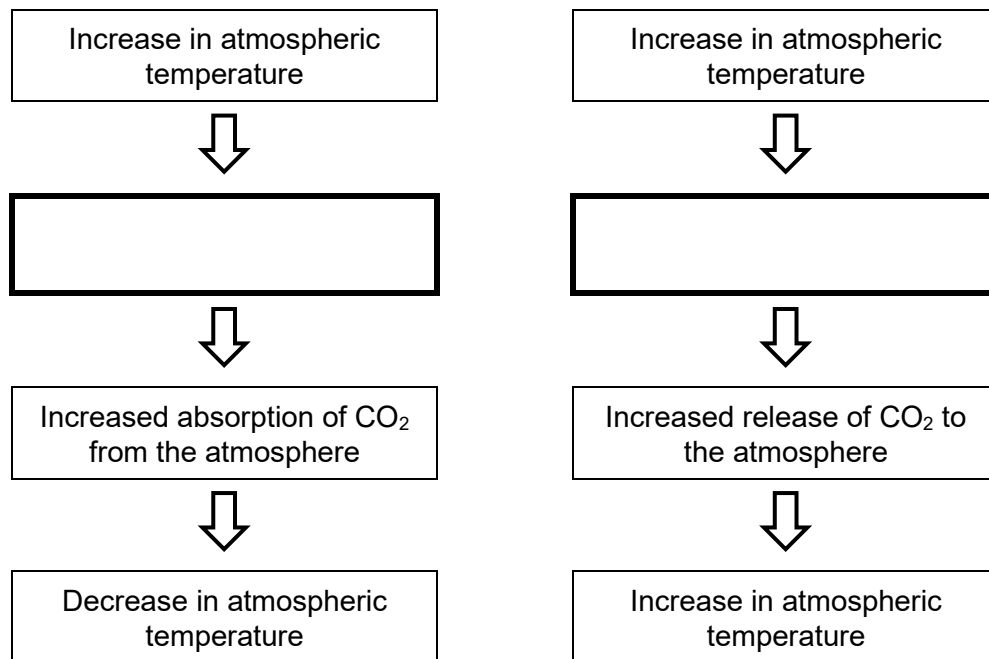 Increase in atmospheric
temperature
Increase in atmospheric
temperature
Increased absorption of CO₂
from the atmosphere
Increased release of CO₂ to
the atmosphere
Decrease in atmospheric
temperature
Increase in atmospheric
temperature